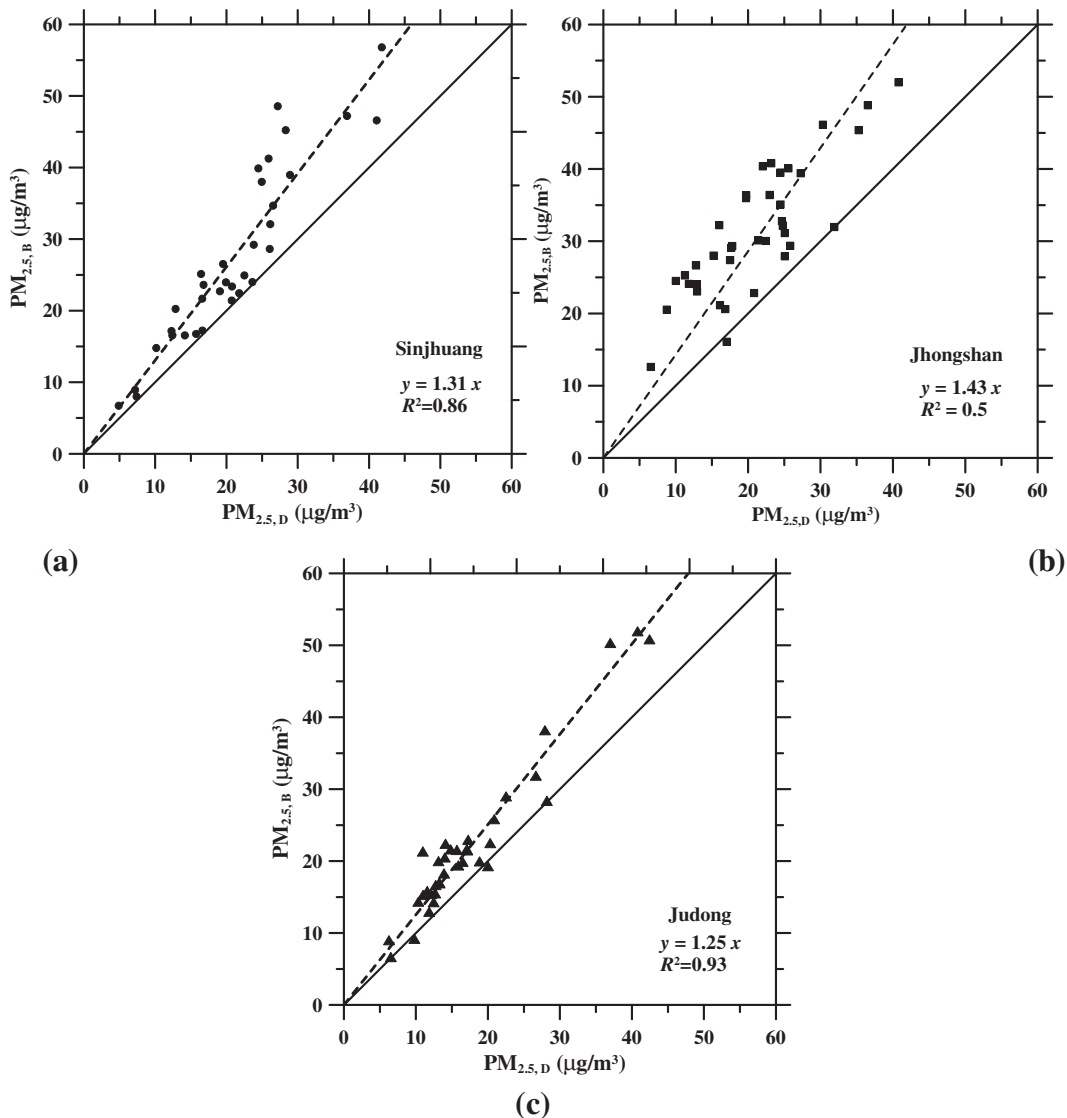 60
50
40
30
20
10
0
PM2.5, B (µg/m³)
Sinjhuang
y = 1.31 x
R²=0.86
0 10 20 30 40 50 60
PM2.5, D (µg/m³)
(a)
60
50
40
30
20
10
0
PM2.5,B (µg/m³)
Jhongshan
y = 1.43 x
R² = 0.5
0 10 20 30 40 50 60
PM2.5,D (µg/m³)
(b)
60
50
40
30
20
10
0
PM2.5, B (µg/m³)
Judong
y = 1.25 x
R²=0.93
0 10 20 30 40 50 60
PM2.5, D (µg/m³)
(c)